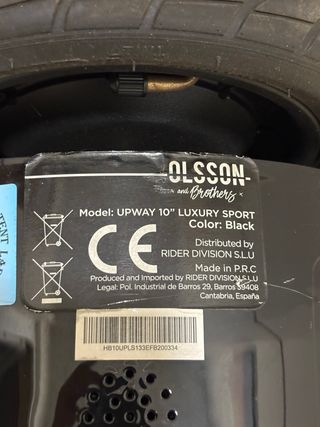 OLSSON
and Brothers
Model: UPWAY 10" LUXURY SPORT
Color: Black
Distributed by
RIDER DIVISION S.L.U
Made in P.R.C
Produced and Imported by RIDER DIVISION S.L.U
Legal: Pol. Industrial de Barros 29, Barros 39408
Cantabria, España
CE
HB10UPLS133EFB200334